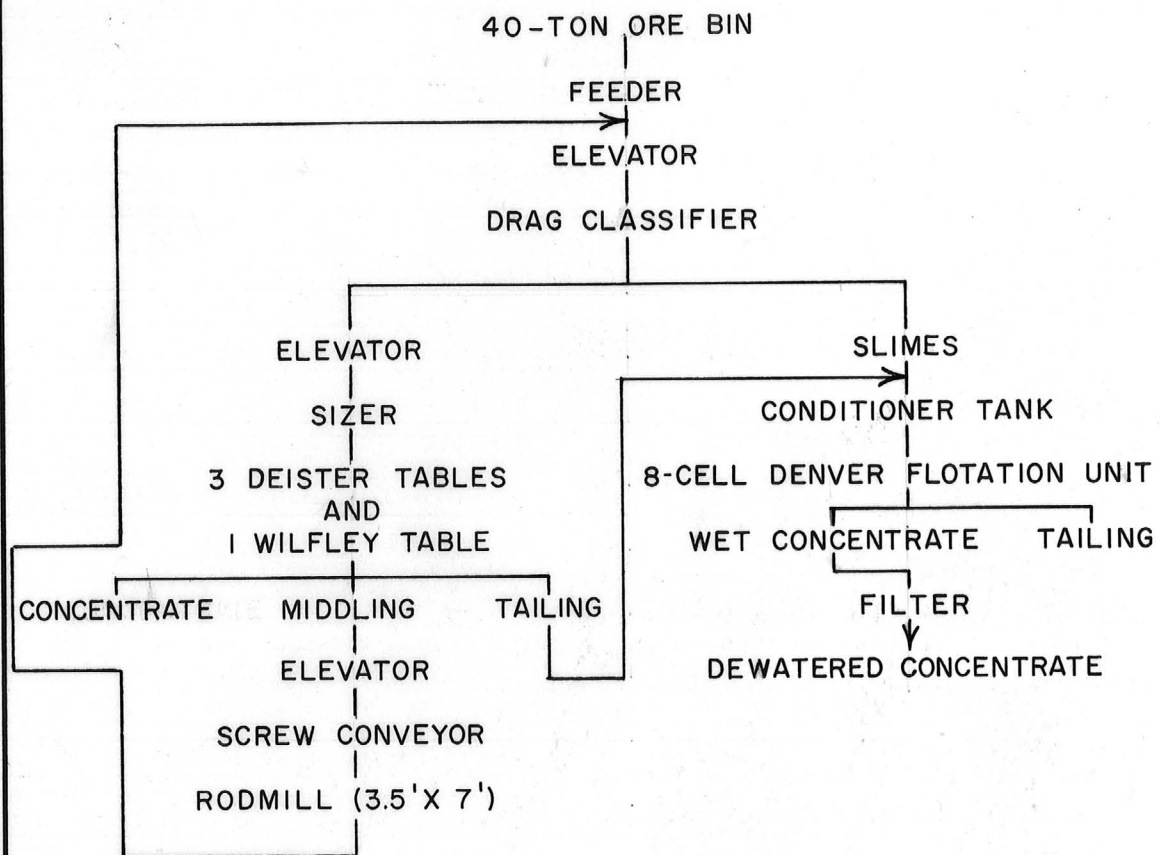 40-TON ORE BIN
FEEDER
ELEVATOR
DRAG CLASSIFIER
ELEVATOR
SIZER
3 DEISTER TABLES
AND
1 WILFLEY TABLE
CONCENTRATE MIDDLING TAILING
ELEVATOR
SCREW CONVEYOR
RODMILL (3.5'X 7')
SLIMES
CONDITIONER TANK
8-CELL DENVER FLOTATION UNIT
WET CONCENTRATE TAILING
FILTER
DEWATERED CONCENTRATE